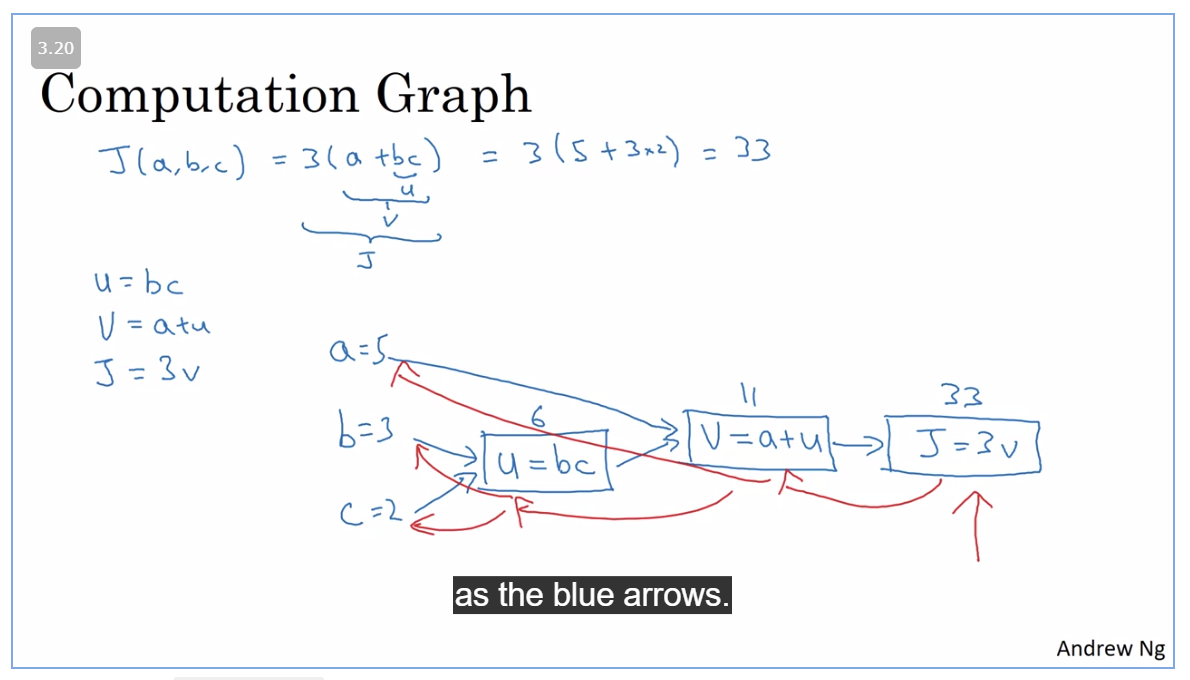 3.20
Computation Graph
J(a,b,c) = 3(a+bc) = 3(5+3×2) = 33
u
v
J
u = bc
v = a+u
J = 3v
a=5
11
33
b=3
6
v = a+u
J = 3v
u = bc
c=2
as the blue arrows.
Andrew Ng